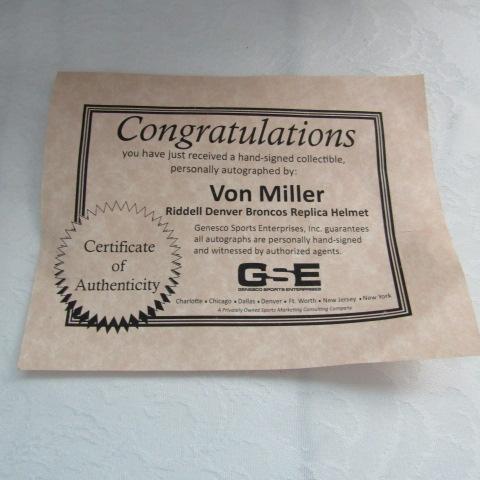 Congratulations
you have just received a hand-signed collectible,
personally autographed by:
Von Miller
Riddell Denver Broncos Replica Helmet
Genesco Sports Enterprises, Inc. guarantees
all autographs are personally hand-signed
and witnessed by authorized agents.
Certificate
of
Authenticity
GSE
GENESCO SPORTS ENTERPRISES
Charlotte • Chicago • Dallas • Denver • Ft. Worth • New Jersey • New York
A Privately Owned Sports Marketing Consulting Company